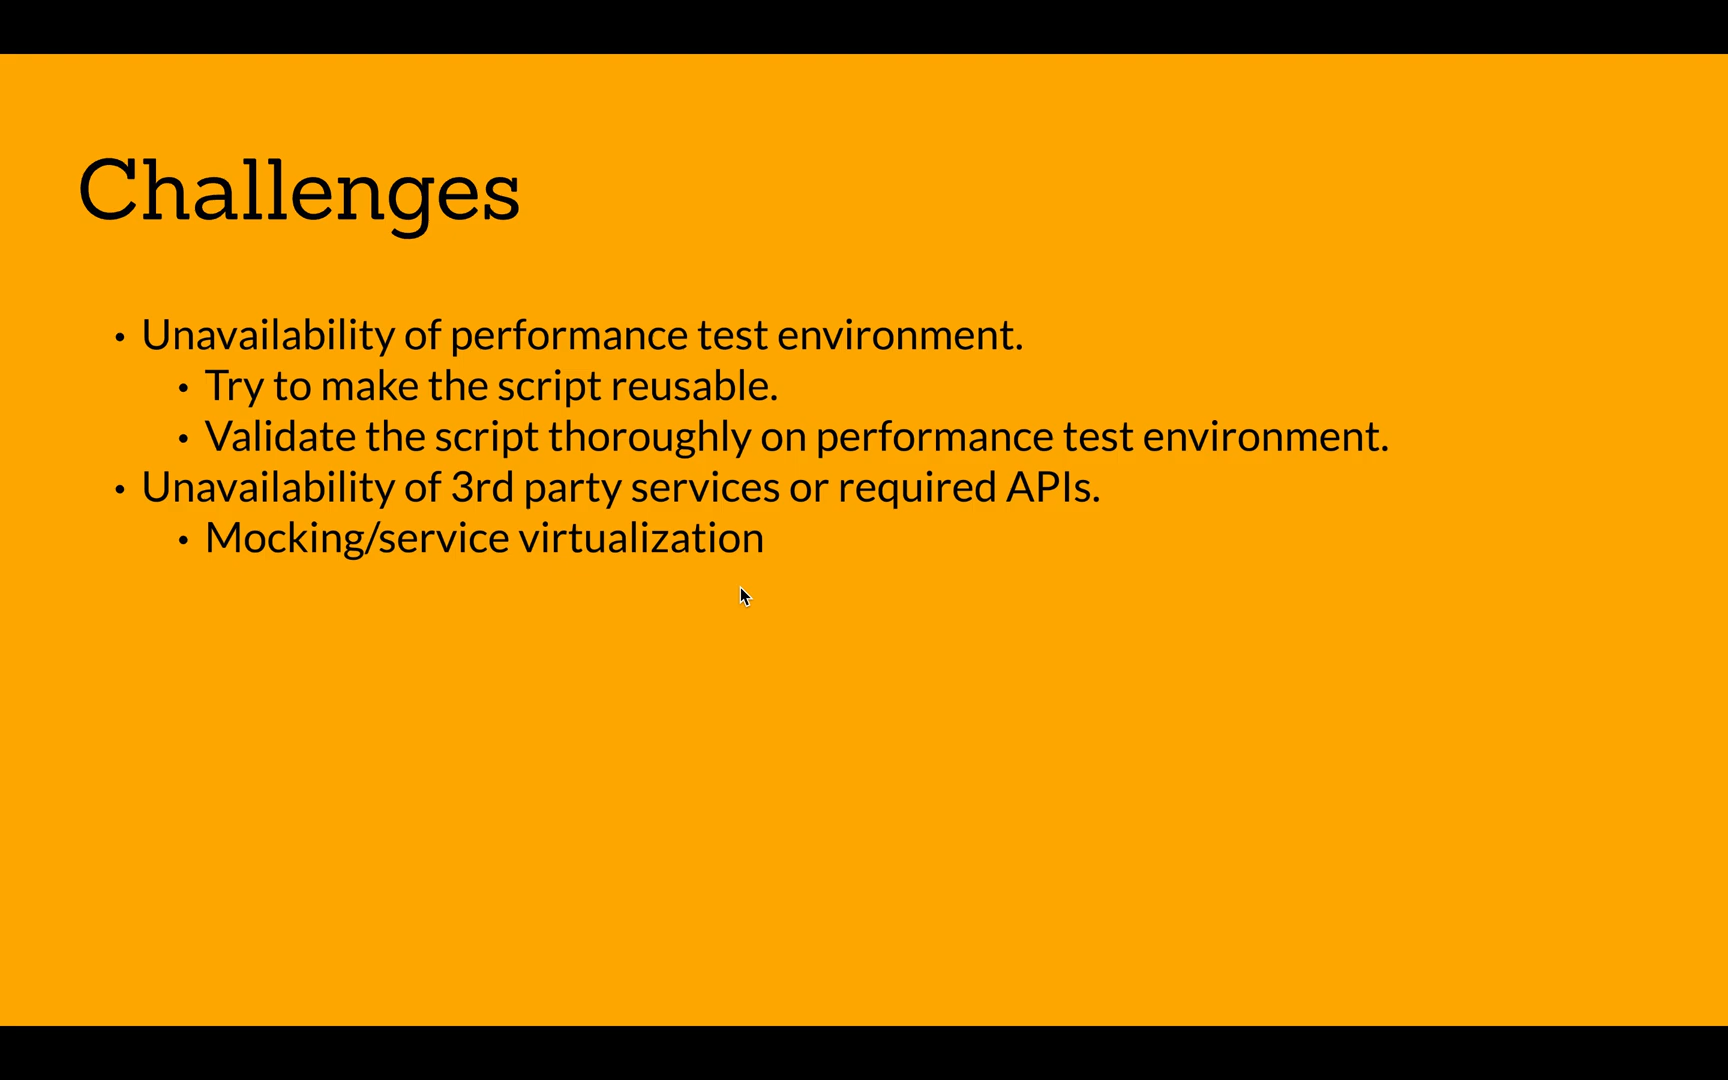 Challenges
• Unavailability of performance test environment.
• Try to make the script reusable.
• Validate the script thoroughly on performance test environment.
• Unavailability of 3rd party services or required APIs.
• Mocking/service virtualization